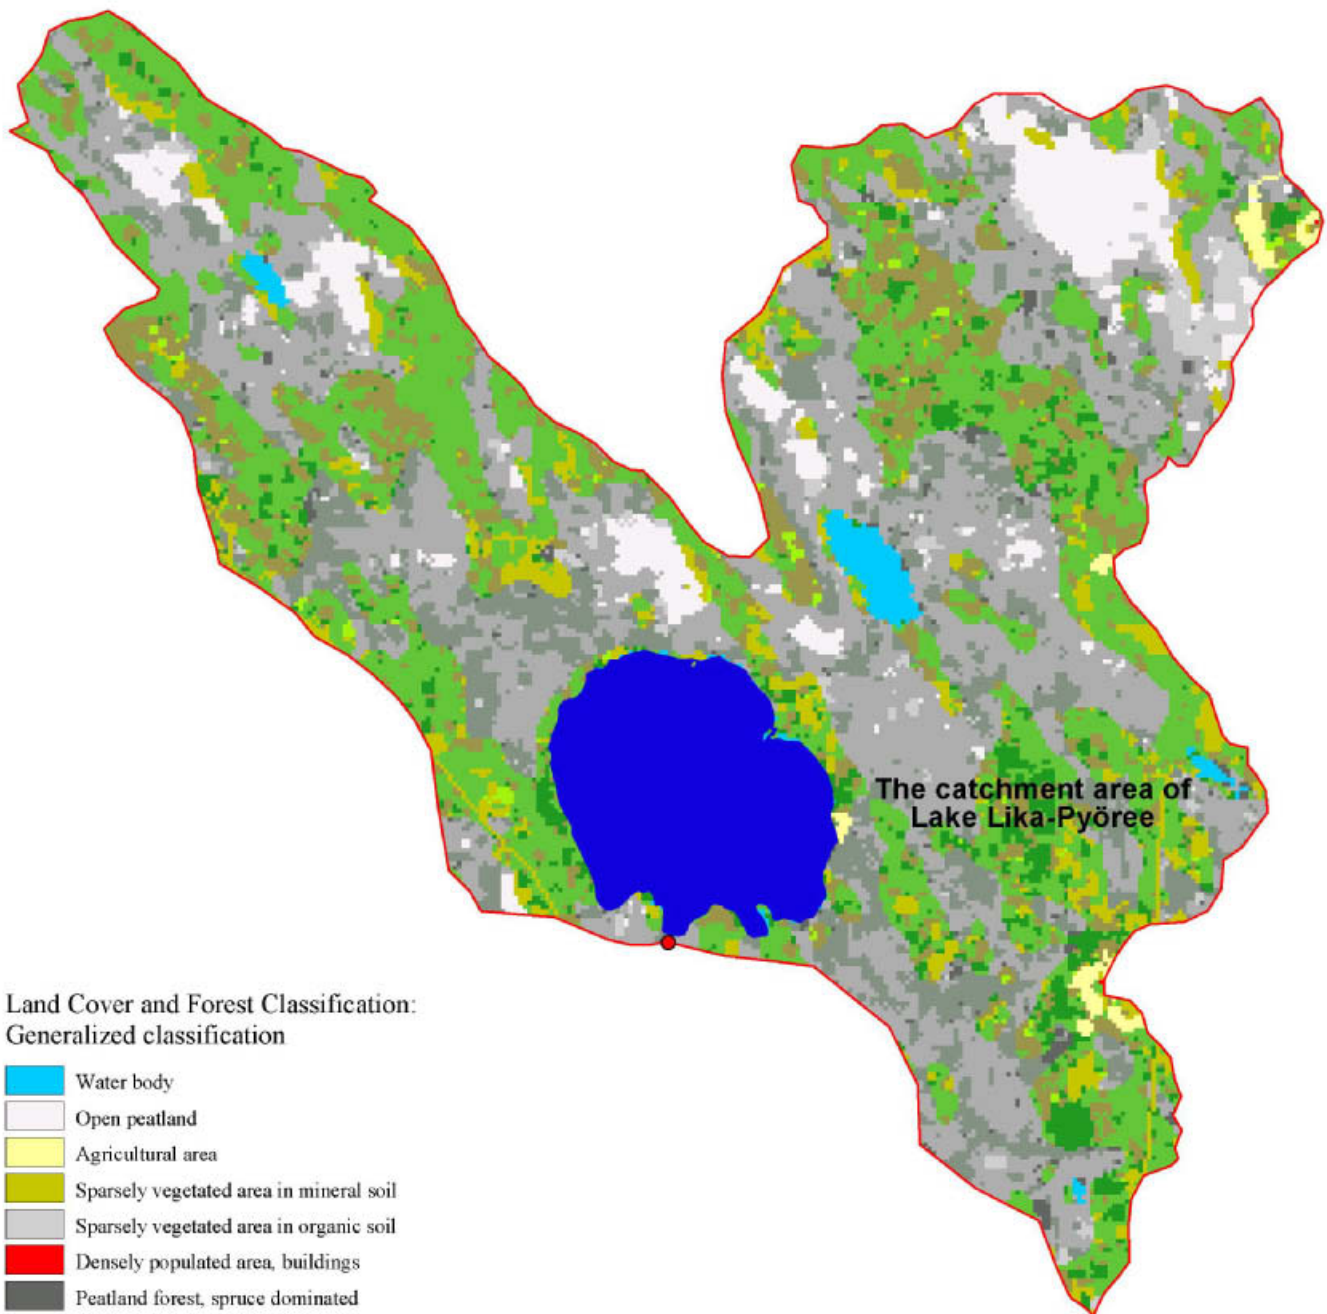 The catchment area of
Lake Lika-Pyöree
Land Cover and Forest Classification:
Generalized classification
Water body
Open peatland
Agricultural area
Sparsely vegetated area in mineral soil
Sparsely vegetated area in organic soil
Densely populated area, buildings
Peatland forest, spruce dominated